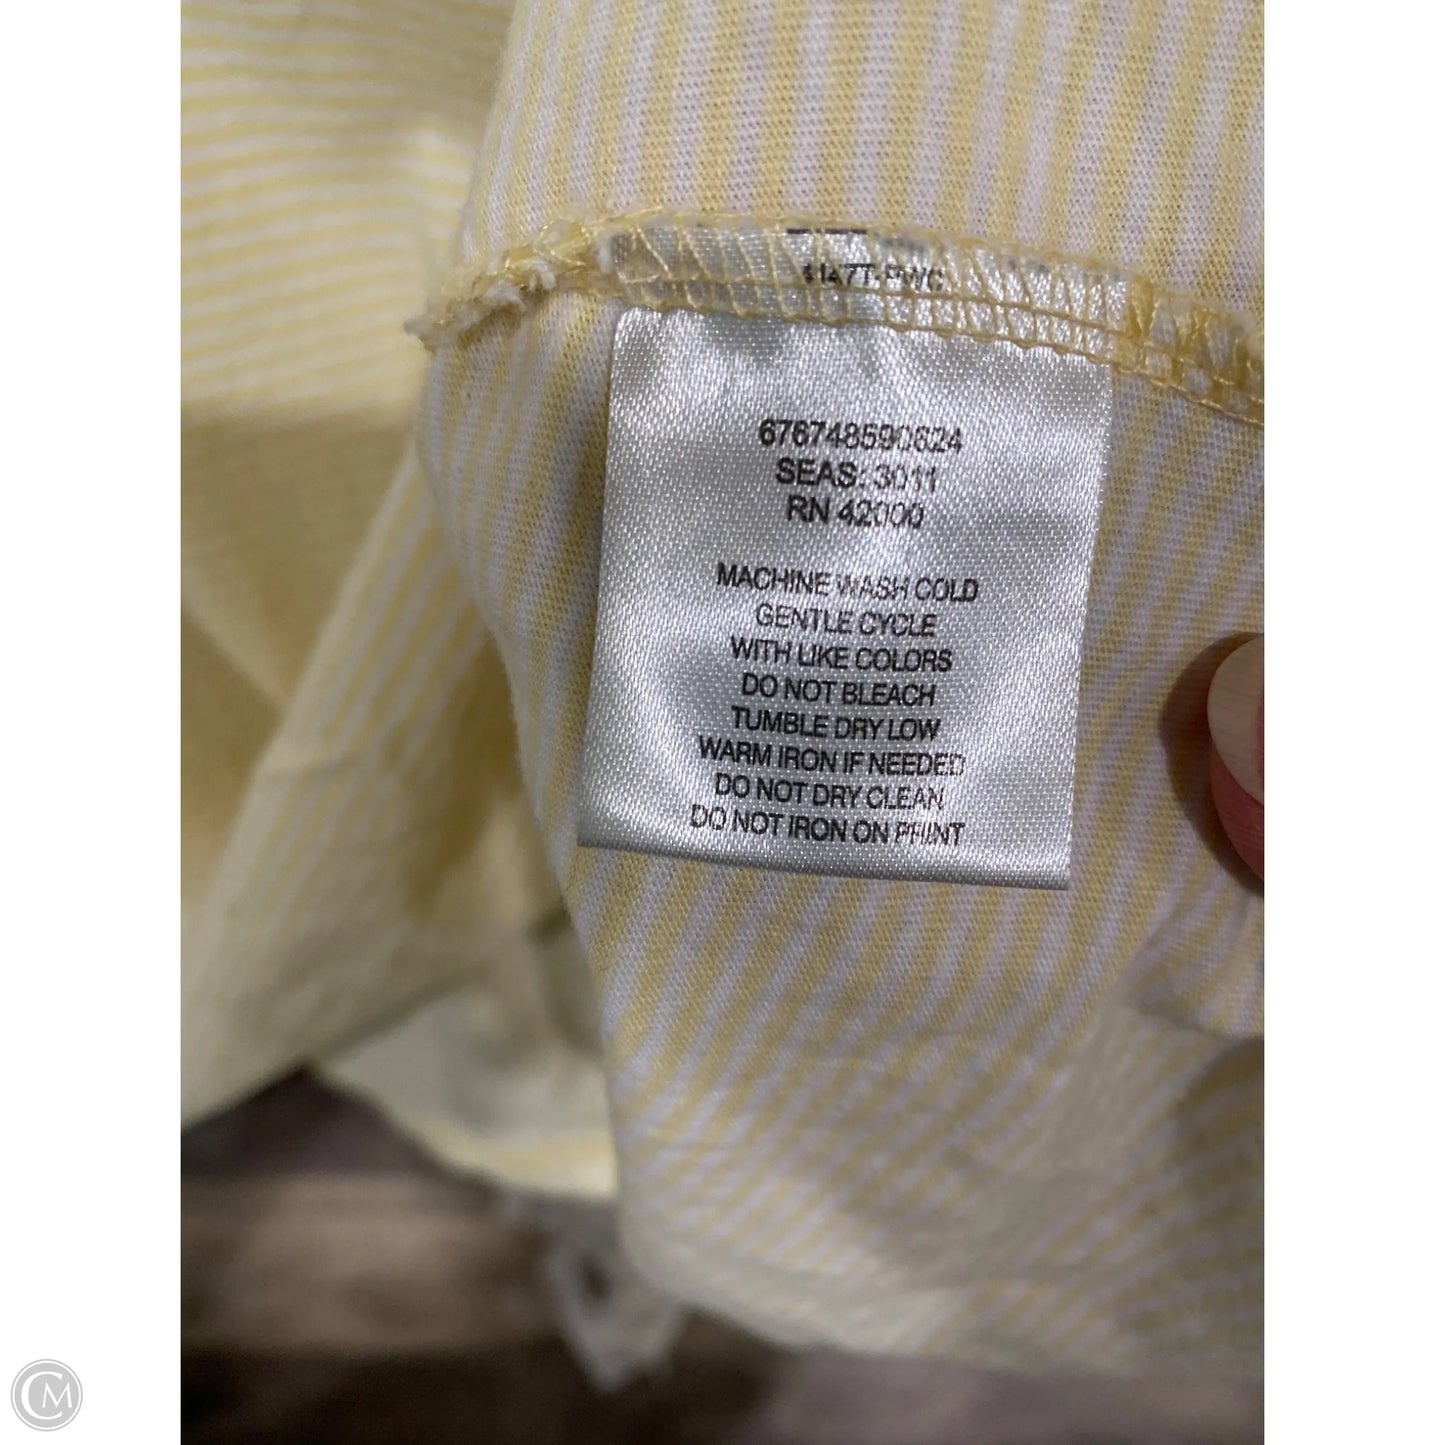 676748590624
SEAS: 3011
RN 42000
MACHINE WASH COLD
GENTLE CYCLE
WITH LIKE COLORS
DO NOT BLEACH
TUMBLE DRY LOW
WARM IRON IF NEEDED
DO NOT DRY CLEAN
DO NOT IRON ON PRINT
CM